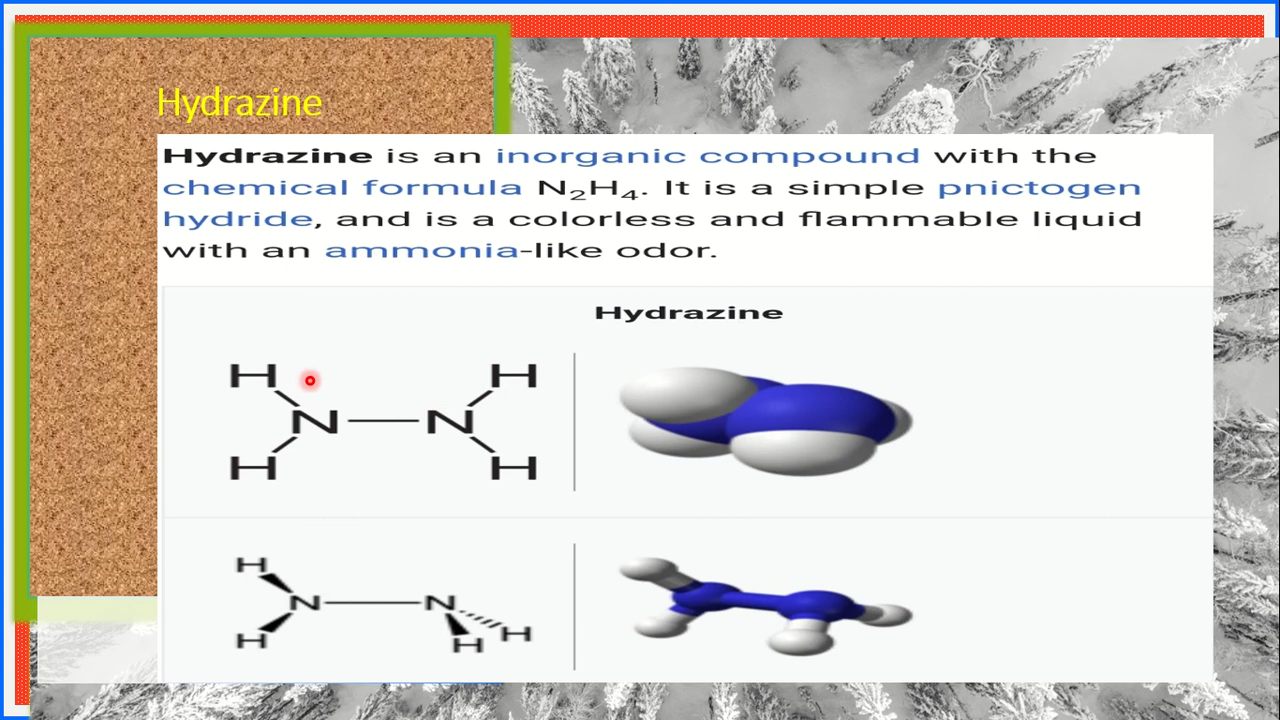 Hydrazine
Hydrazine is an inorganic compound with the
chemical formula N₂H₄. It is a simple pnictogen
hydride, and is a colorless and flammable liquid
with an ammonia-like odor.
Hydrazine
H H
N N
H H
H
N N
H H H